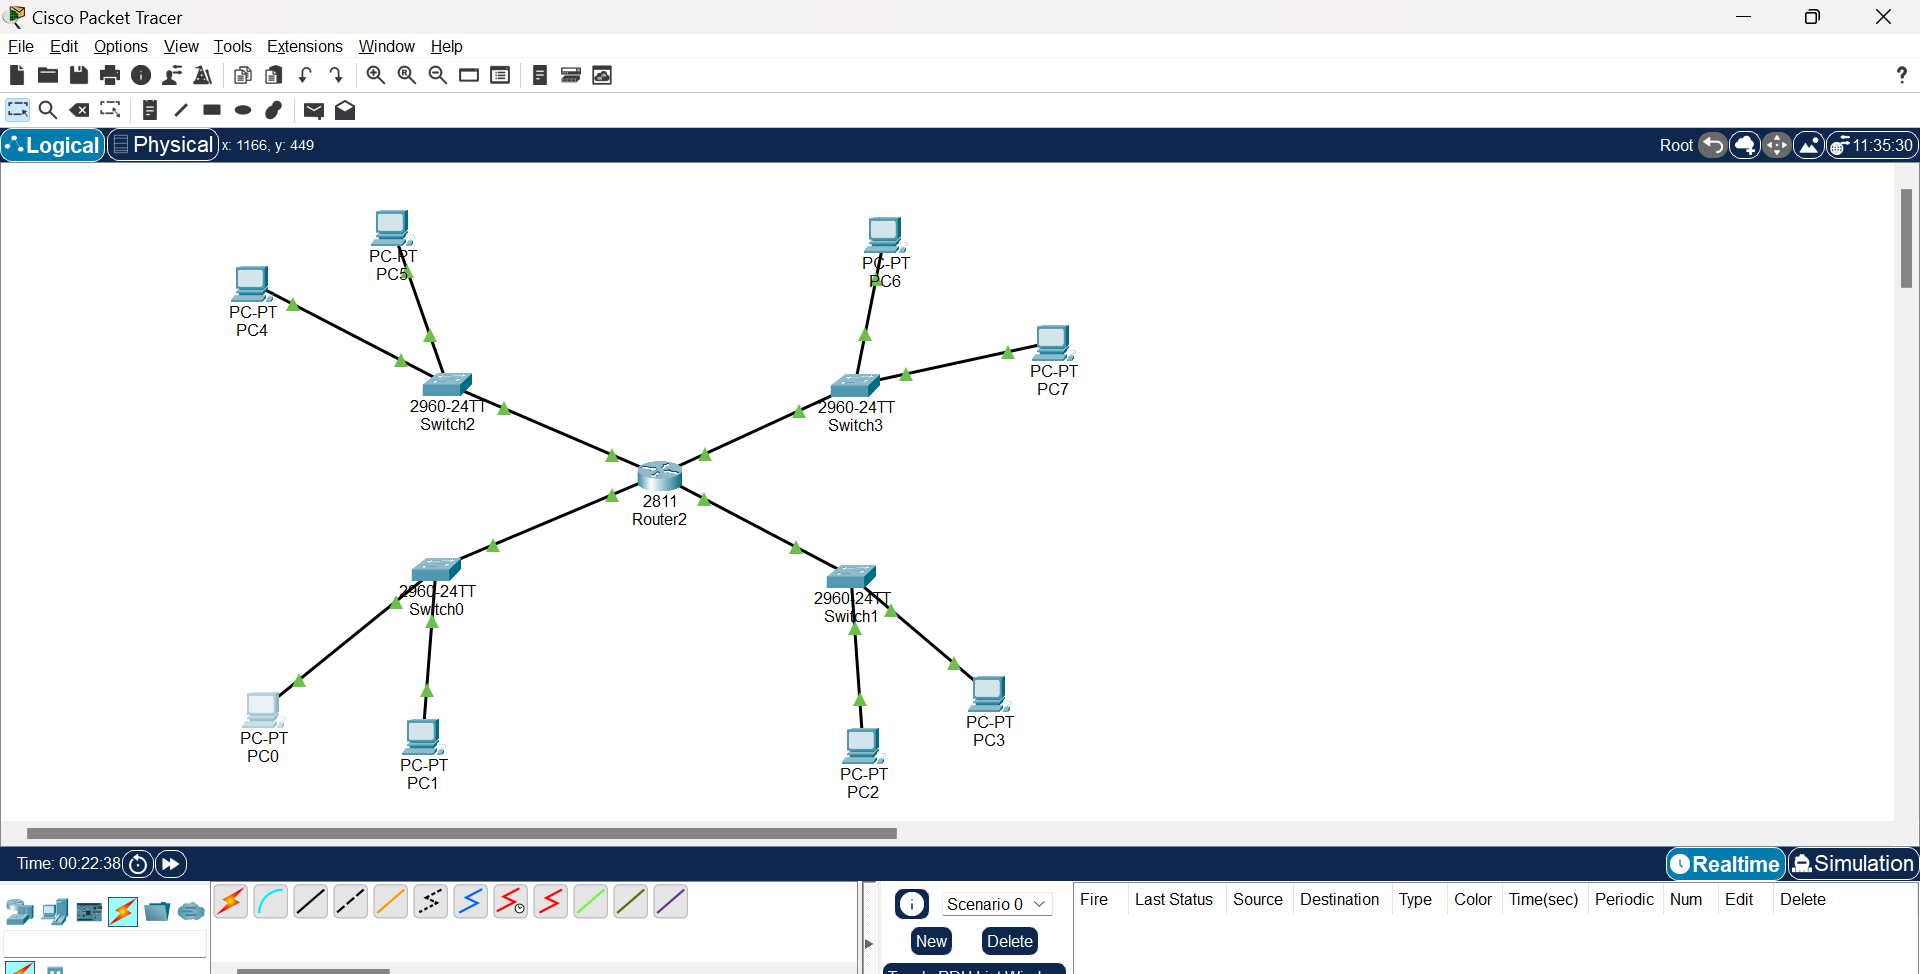 Cisco Packet Tracer
File Edit Options View Tools Extensions Window Help
?
Logical Physical x: 1166, y: 449 Root 11:35:30
PC-PT
PC5
PC-PT
PC6
PC-PT
PC4
PC-PT
PC7
2960-24TT
Switch2
2960-24TT
Switch3
2811
Router2
2960-24TT
Switch0
2960-24TT
Switch1
PC-PT
PC0
PC-PT
PC1
PC-PT
PC3
PC-PT
PC2
Time: 00:22:38 Realtime Simulation
Scenario 0
New Delete
Fire Last Status Source Destination Type Color Time(sec) Periodic Num Edit Delete